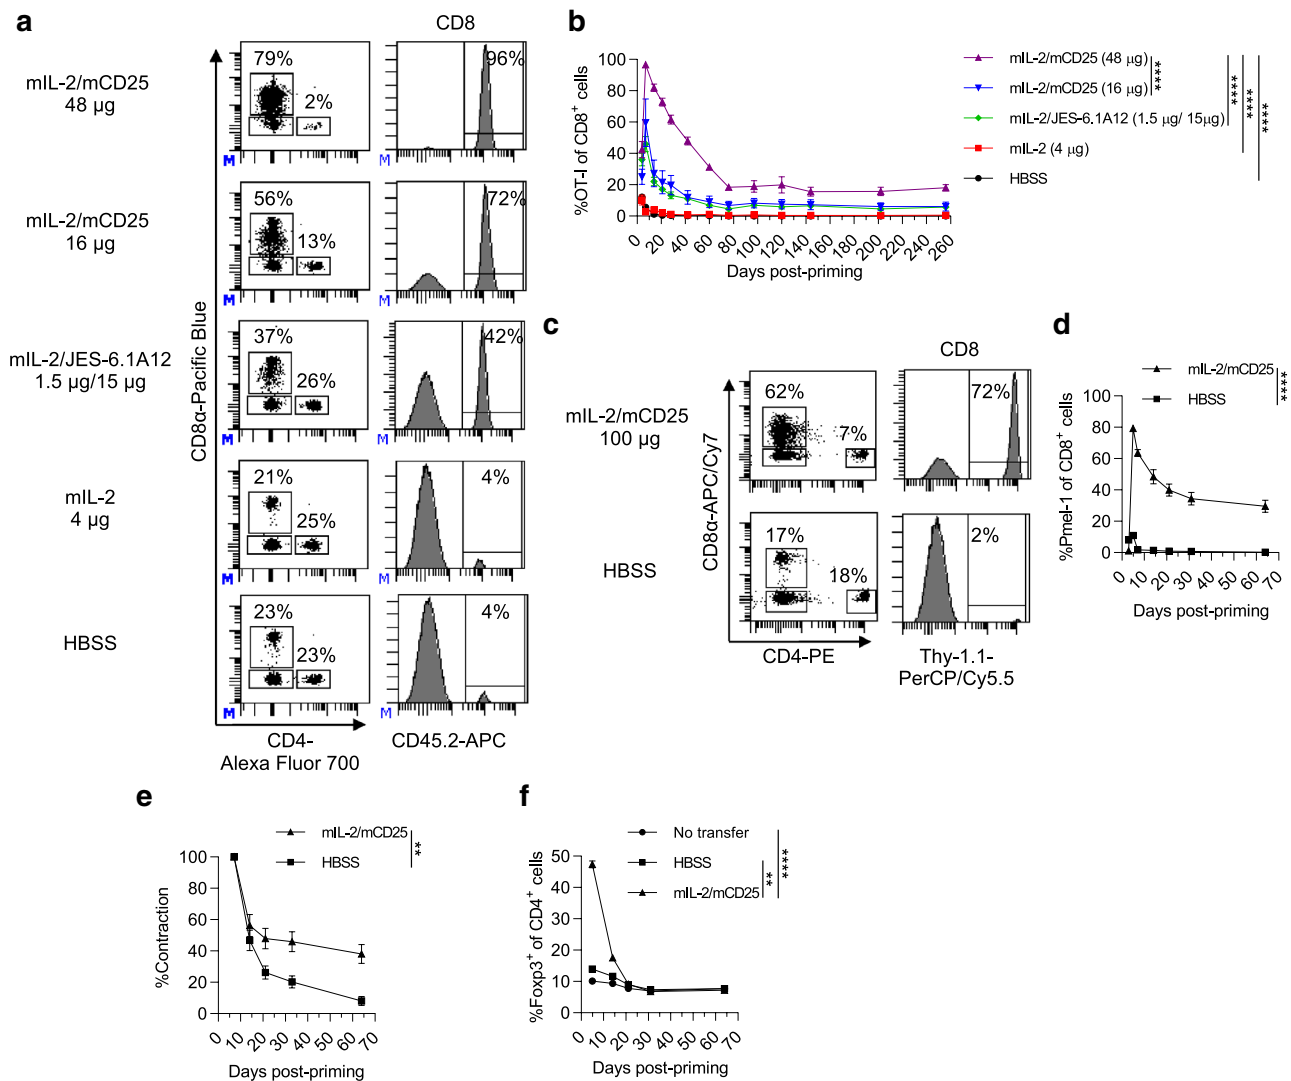 a
CD8
mIL-2/mCD25
48 µg
79%
2%
96%
M
M
mIL-2/mCD25
16 µg
56%
13%
72%
M
M
mIL-2/JES-6.1A12
1.5 µg/15 µg
37%
26%
42%
M
M
mIL-2
4 µg
21%
25%
4%
M
M
HBSS
23%
23%
4%
M
M
CD8α-Pacific Blue
CD4-
Alexa Fluor 700
CD45.2-APC
b
%OT-I of CD8⁺ cells
100
80
60
40
20
0
0
20
40
60
80
100
120
140
160
180
200
220
240
260
Days post-priming
mIL-2/mCD25 (48 µg)
mIL-2/mCD25 (16 µg)
mIL-2/JES-6.1A12 (1.5 µg/ 15µg)
mIL-2 (4 µg)
HBSS
****
****
****
****
c
CD8
mIL-2/mCD25
100 µg
62%
7%
72%
HBSS
17%
18%
2%
CD8α-APC/Cy7
CD4-PE
Thy-1.1-
PerCP/Cy5.5
d
mIL-2/mCD25
HBSS
****
%Pmel-1 of CD8⁺ cells
100
80
60
40
20
0
0
10
20
30
40
50
60
70
Days post-priming
e
mIL-2/mCD25
HBSS
**
%Contraction
100
80
60
40
20
0
0
10
20
30
40
50
60
70
Days post-priming
f
No transfer
HBSS
mIL-2/mCD25
**
****
%Foxp3⁺ of CD4⁺ cells
50
40
30
20
10
0
0
10
20
30
40
50
60
70
Days post-priming